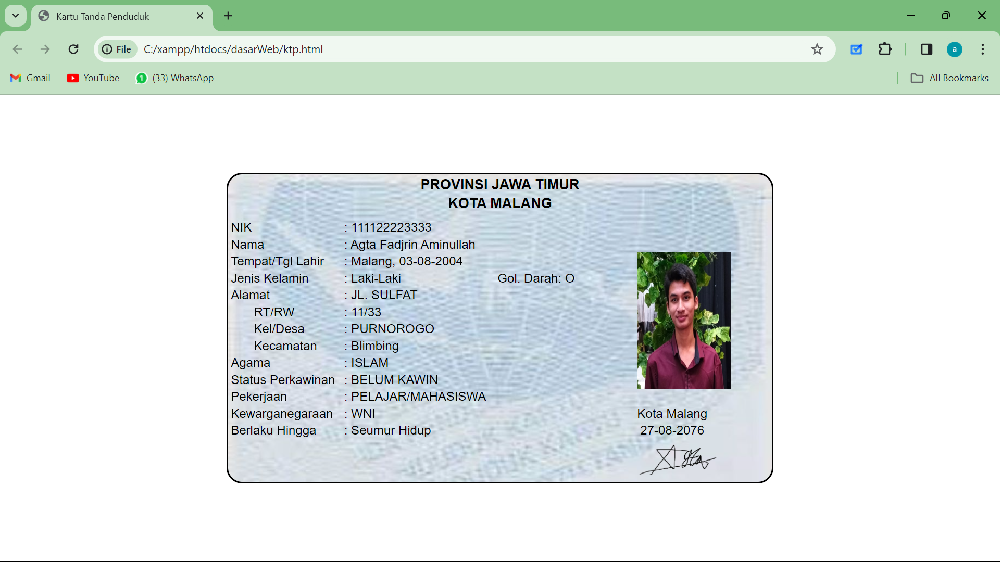 Kartu Tanda Penduduk
File C:/xampp/htdocs/dasarWeb/ktp.html
a
Gmail YouTube 1 (33) WhatsApp All Bookmarks
PROVINSI JAWA TIMUR
KOTA MALANG
NIK : 111122223333
Nama : Agta Fadjrin Aminullah
Tempat/Tgl Lahir : Malang, 03-08-2004
Jenis Kelamin : Laki-Laki Gol. Darah: O
Alamat : JL. SULFAT
RT/RW : 11/33
Kel/Desa : PURNOROGO
Kecamatan : Blimbing
Agama : ISLAM
Status Perkawinan : BELUM KAWIN
Pekerjaan : PELAJAR/MAHASISWA
Kewarganegaraan : WNI Kota Malang
Berlaku Hingga : Seumur Hidup 27-08-2076